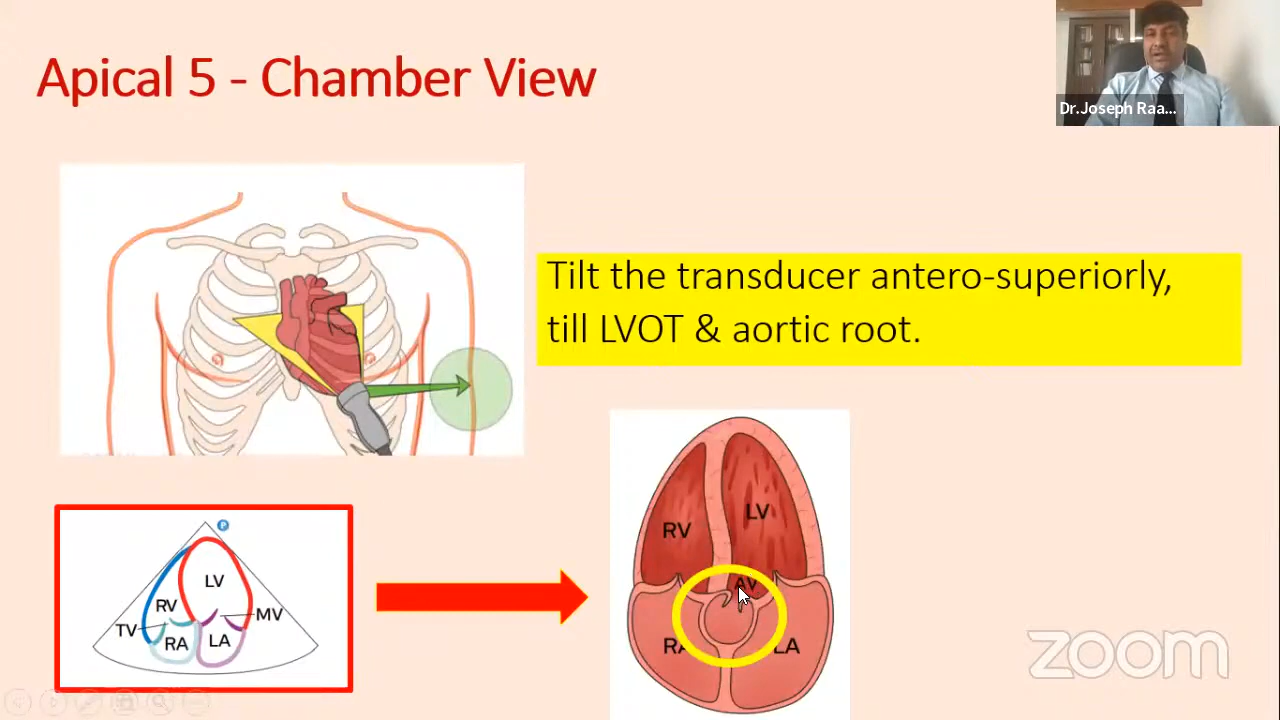 Apical 5 - Chamber View
Dr.Joseph Raa...
Tilt the transducer antero-superiorly,
till LVOT & aortic root.
P
LV
RV
MV
TV
RA
LA
RV
LV
AV
RA
LA
zoom